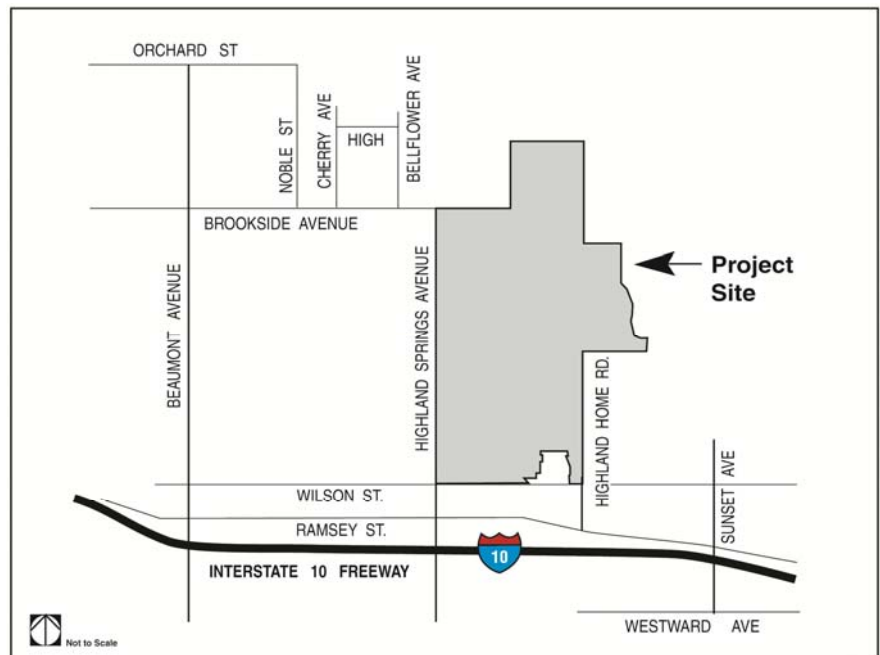 ORCHARD ST
NOBLE ST
CHERRY AVE
HIGH
BELLFLOWER AVE
BROOKSIDE AVENUE
Project
Site
BEAUMONT AVENUE
HIGHLAND SPRINGS AVENUE
HIGHLAND HOME RD.
SUNSET AVE
WILSON ST.
RAMSEY ST.
10
INTERSTATE 10 FREEWAY
WESTWARD AVE
Not to Scale